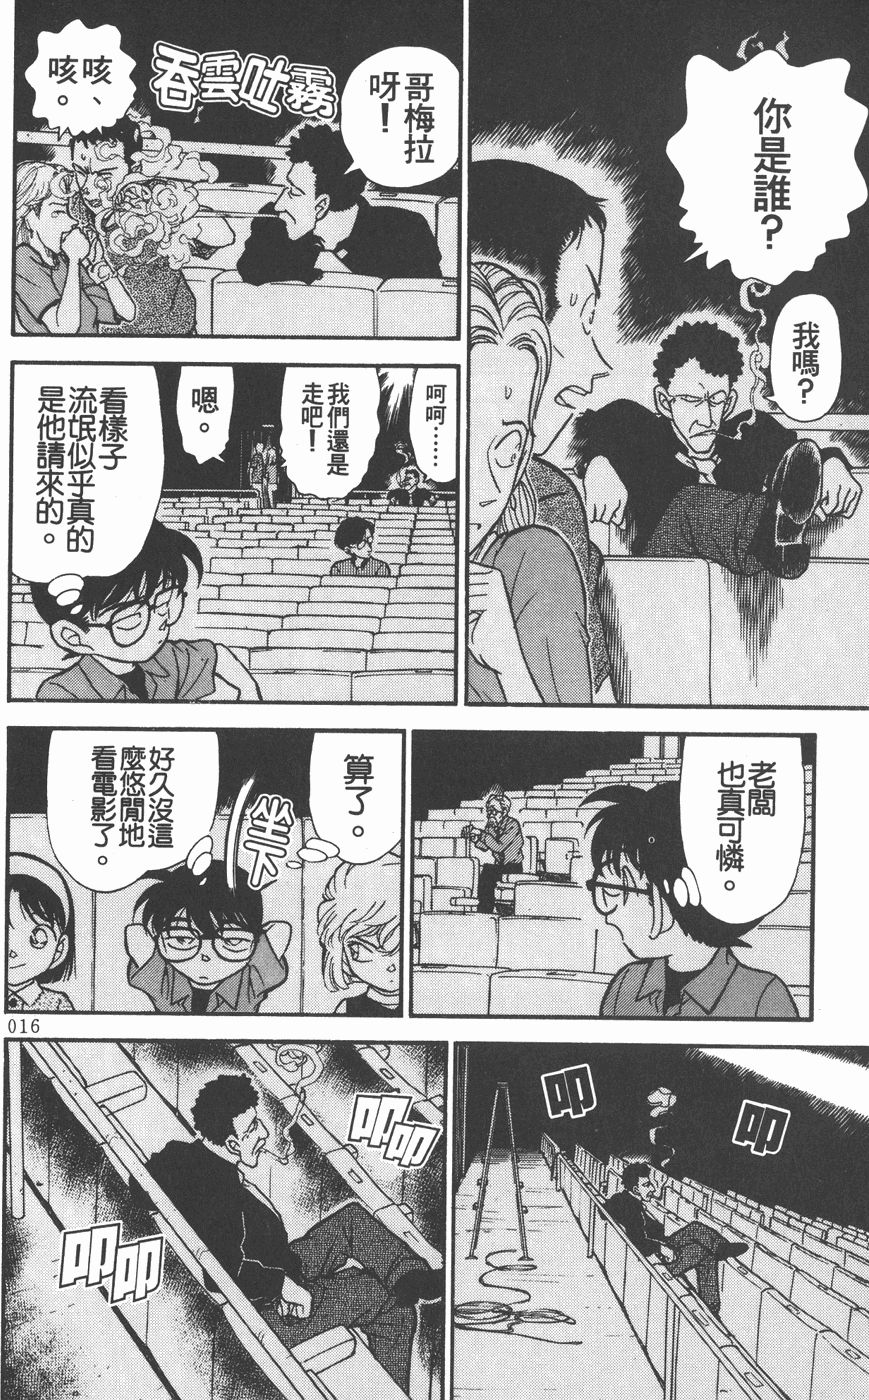 你是誰?
我嗎?
哥梅拉
呀!
吞雲吐霧
咳、
咳。
呵呵……
我們還是
走吧!
嗯。
看樣子
流氓似乎真的
是他請來的。
老闆
也真可憐。
算了。
坐下
好久沒這
麼悠閒地
看電影了。
016
叩
叩
叩叩
叩叩